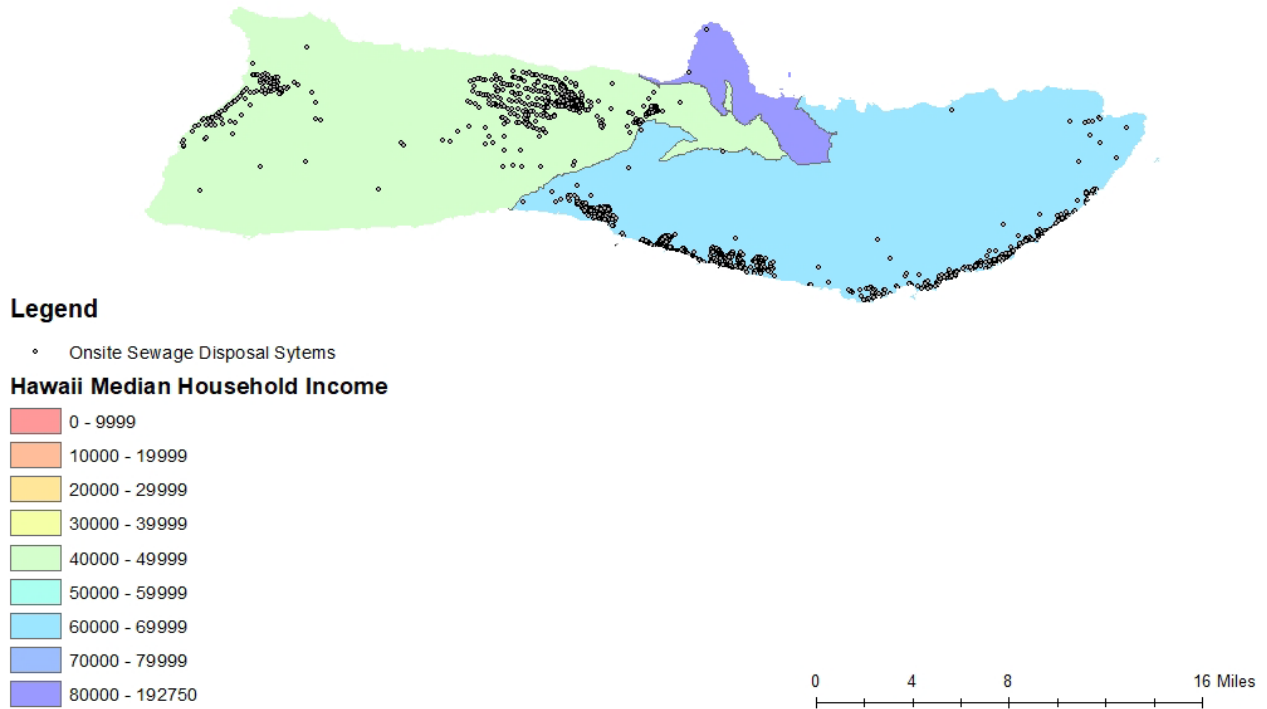 Legend
Onsite Sewage Disposal Sytems
Hawaii Median Household Income
0 - 9999
10000 - 19999
20000 - 29999
30000 - 39999
40000 - 49999
50000 - 59999
60000 - 69999
70000 - 79999
80000 - 192750
0 4 8 16 Miles